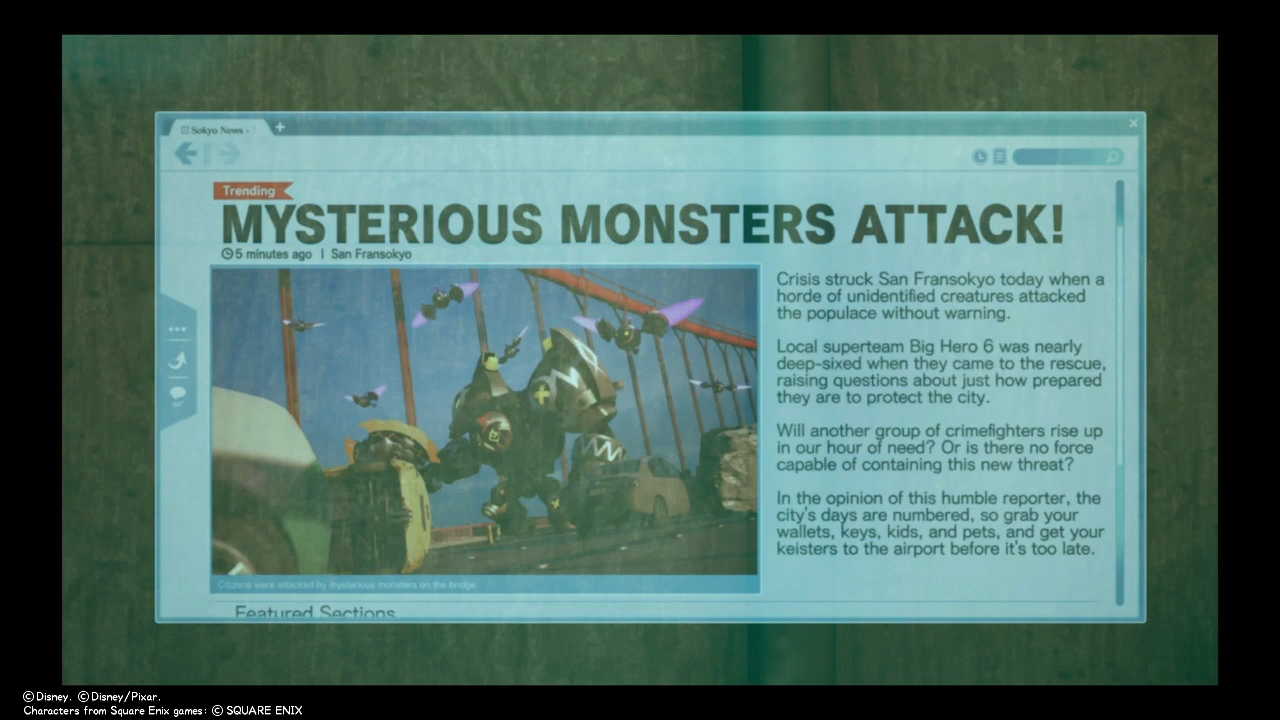 Sokyo News -
Trending
MYSTERIOUS MONSTERS ATTACK!
5 minutes ago | San Fransokyo
Crisis struck San Fransokyo today when a
horde of unidentified creatures attacked
the populace without warning.
Local superteam Big Hero 6 was nearly
deep-sixed when they came to the rescue,
raising questions about just how prepared
they are to protect the city.
Will another group of crimefighters rise up
in our hour of need? Or is there no force
capable of containing this new threat?
In the opinion of this humble reporter, the
city's days are numbered, so grab your
wallets, keys, kids, and pets, and get your
keisters to the airport before it's too late.
Citizens were attacked by mysterious monsters on the bridge
Featured Sections
©Disney. ©Disney/Pixar.
Characters from Square Enix games: © SQUARE ENIX